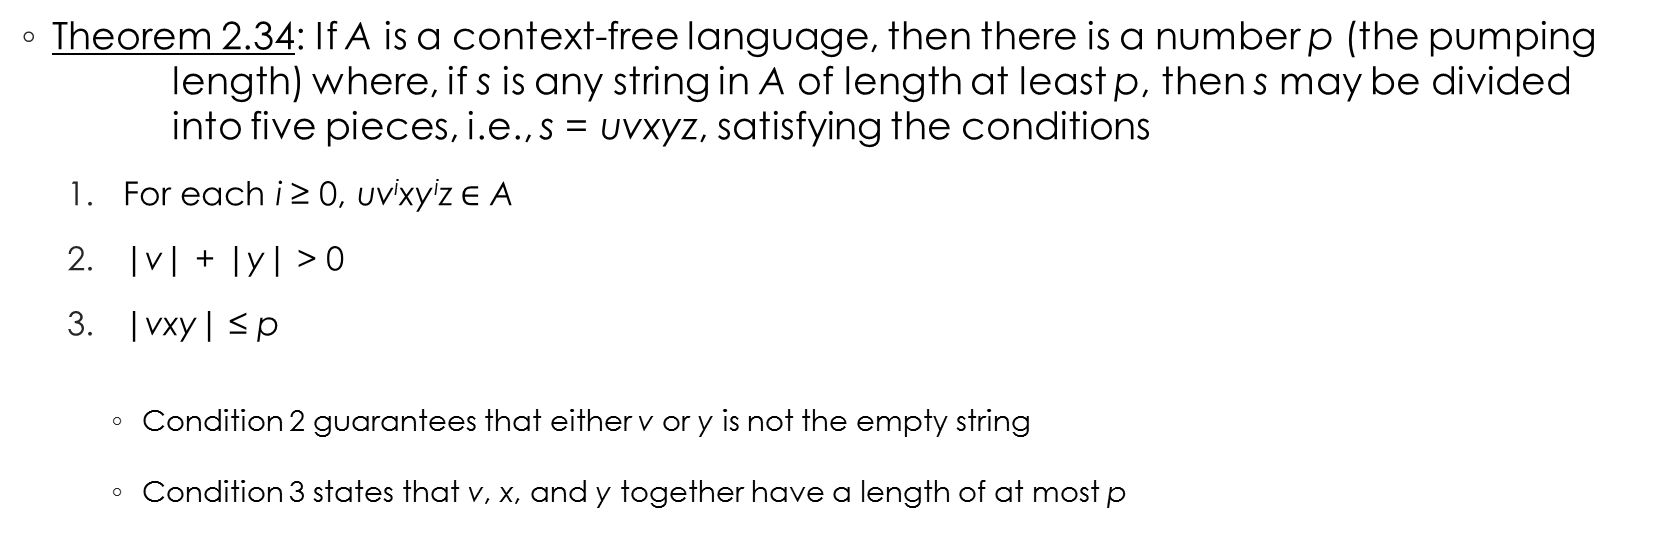 ◦ Theorem 2.34: If A is a context-free language, then there is a number p (the pumping
length) where, if s is any string in A of length at least p, then s may be divided
into five pieces, i.e., s = uvxyz, satisfying the conditions
1. For each i ≥ 0, uvⁱxyⁱz ∈ A
2. |v| + |y| > 0
3. |vxy| ≤ p
◦ Condition 2 guarantees that either v or y is not the empty string
◦ Condition 3 states that v, x, and y together have a length of at most p